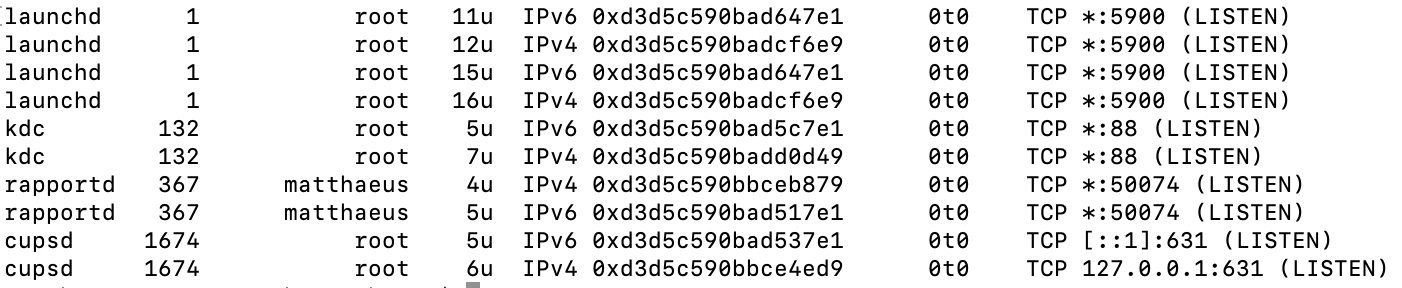 launchd 1 root 11u IPv6 0xd3d5c590bad647e1 0t0 TCP *:5900 (LISTEN)
launchd 1 root 12u IPv4 0xd3d5c590badcf6e9 0t0 TCP *:5900 (LISTEN)
launchd 1 root 15u IPv6 0xd3d5c590bad647e1 0t0 TCP *:5900 (LISTEN)
launchd 1 root 16u IPv4 0xd3d5c590badcf6e9 0t0 TCP *:5900 (LISTEN)
kdc 132 root 5u IPv6 0xd3d5c590bad5c7e1 0t0 TCP *:88 (LISTEN)
kdc 132 root 7u IPv4 0xd3d5c590badd0d49 0t0 TCP *:88 (LISTEN)
rapportd 367 matthaeus 4u IPv4 0xd3d5c590bbceb879 0t0 TCP *:50074 (LISTEN)
rapportd 367 matthaeus 5u IPv6 0xd3d5c590bad517e1 0t0 TCP *:50074 (LISTEN)
cupsd 1674 root 5u IPv6 0xd3d5c590bad537e1 0t0 TCP [::1]:631 (LISTEN)
cupsd 1674 root 6u IPv4 0xd3d5c590bbce4ed9 0t0 TCP 127.0.0.1:631 (LISTEN)